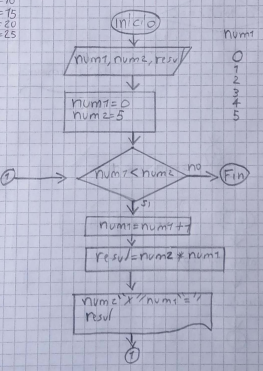 =15
=20
=25
inicio
num1, num2, resul
num1=0
num2=5
num1
0
1
2
3
4
5
1
num1<num2
no
Fin
si
num1=num1+1
resul=num2*num1
num2"x"num1"="
resul
1